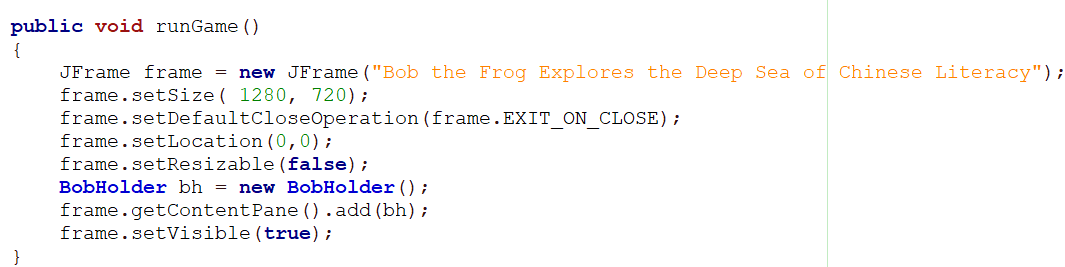 public void runGame()
{
    JFrame frame = new JFrame("Bob the Frog Explores the Deep Sea of Chinese Literacy");
    frame.setSize( 1280, 720);
    frame.setDefaultCloseOperation(frame.EXIT_ON_CLOSE);
    frame.setLocation(0,0);
    frame.setResizable(false);
    BobHolder bh = new BobHolder();
    frame.getContentPane().add(bh);
    frame.setVisible(true);
}